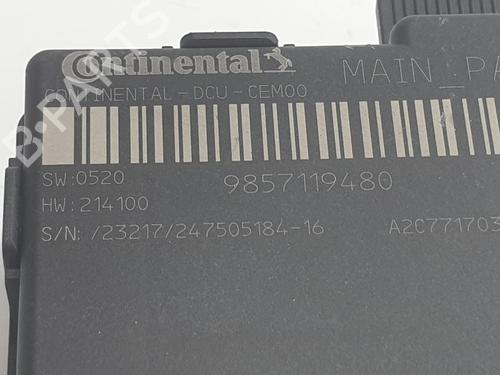 Continental MAIN_PA
CONTINENTAL-DCU-CEM00
SW:0520 9857119480
HW:214100
S/N: /23217/247505184-16 A2C771703
B-PARTS